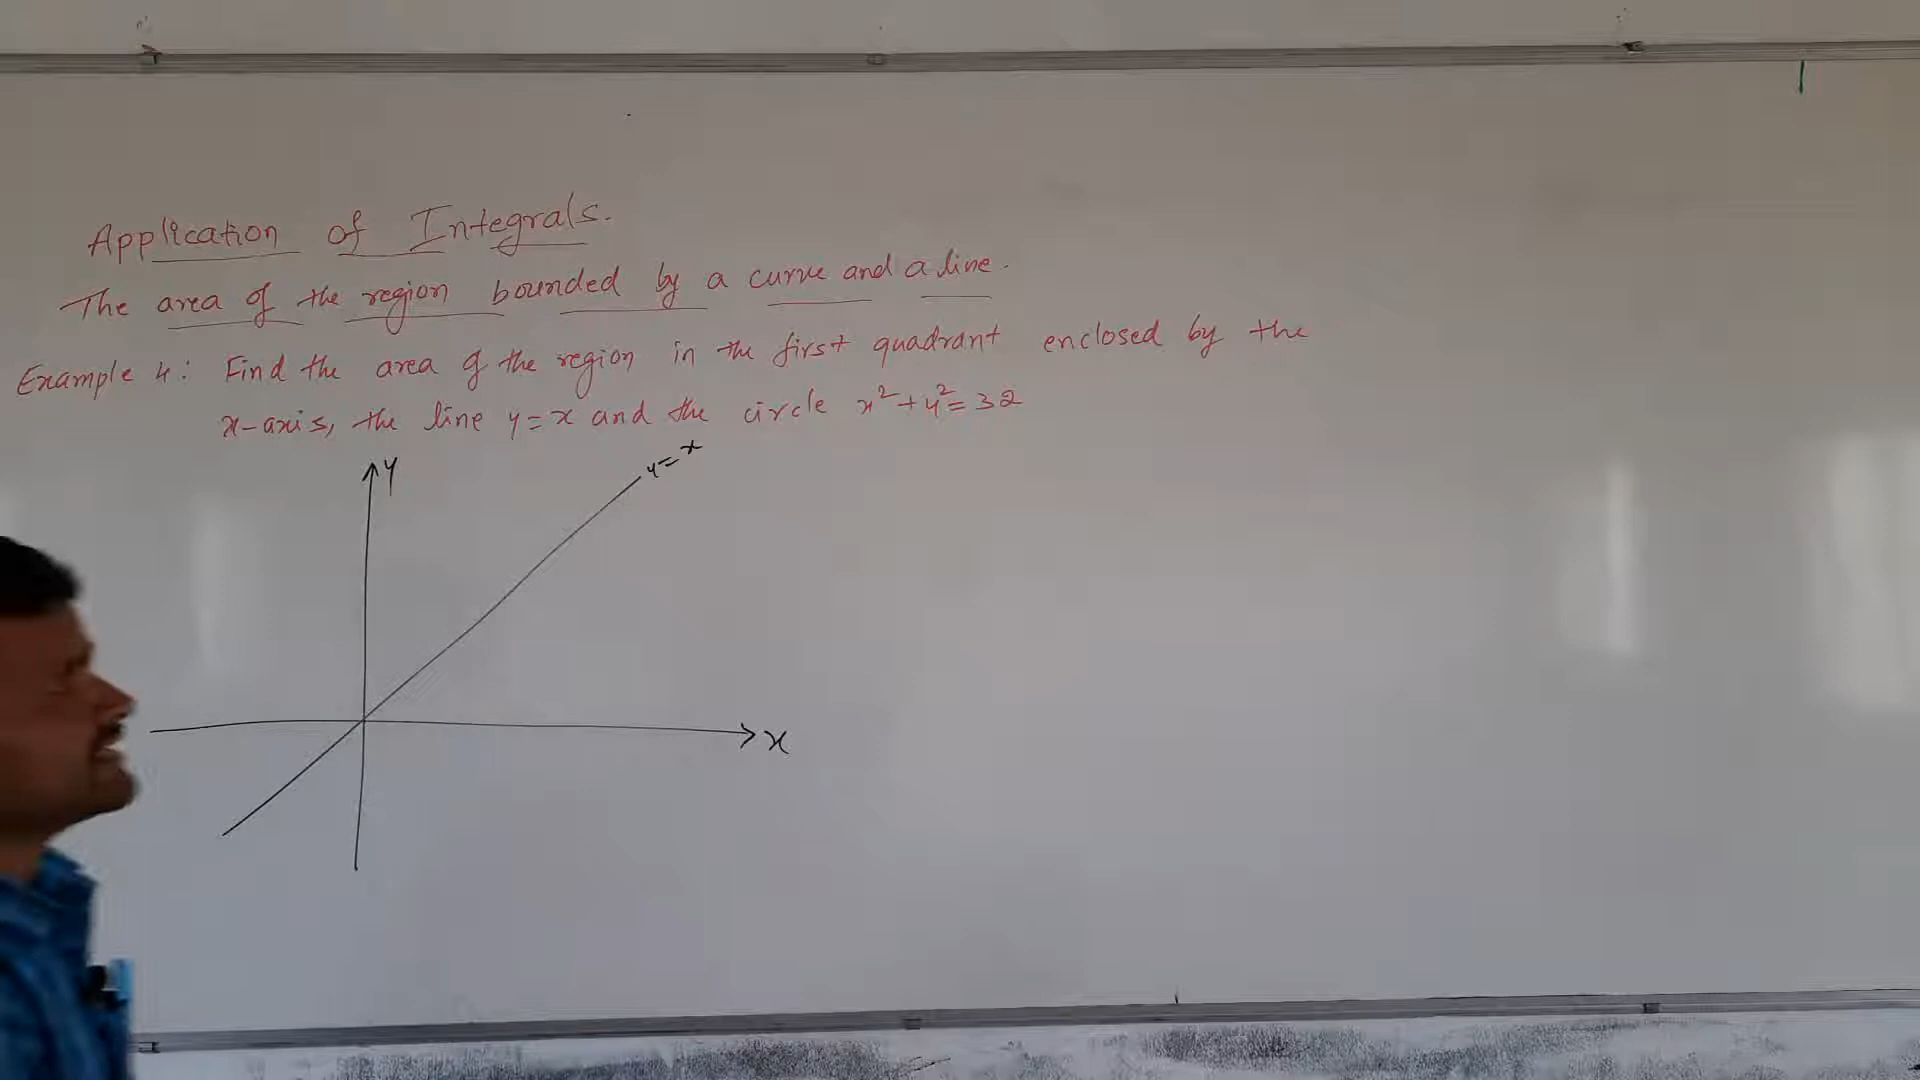 Application of Integrals.
The area of the region bounded by a curve and a line.
Example 4: Find the area of the region in the first quadrant enclosed by the
x-axis, the line y=x and the circle x²+y²=32
y=x
Y
x